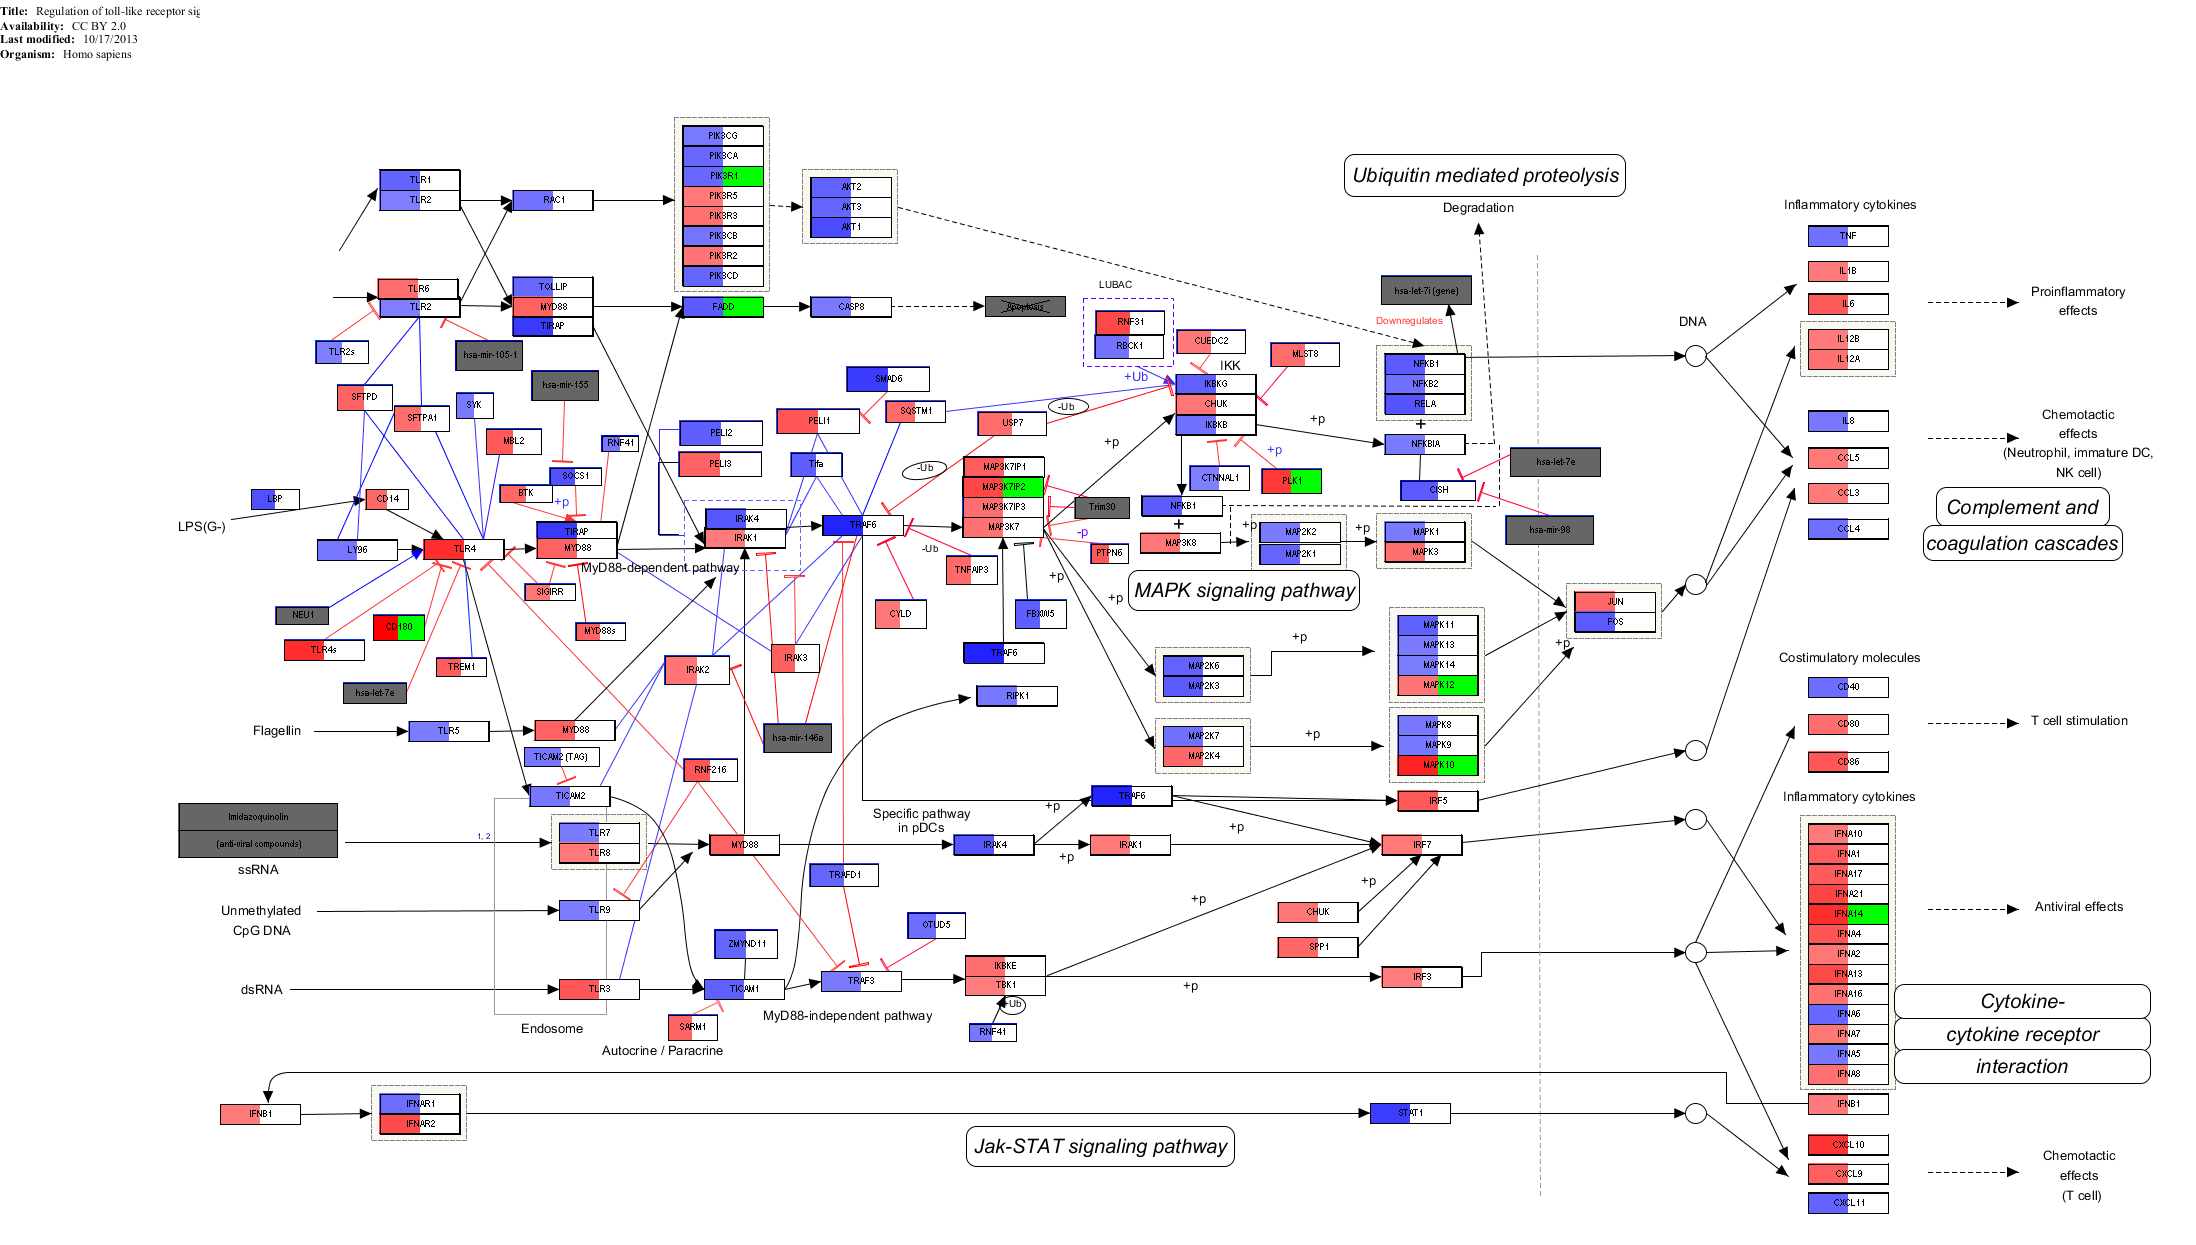 Title: Regulation of toll-like receptor sig
Availability: CC BY 2.0
Last modified: 10/17/2013
Organism: Homo sapiens
PIK3CG
PIK3CA
PIK3R1
PIK3R5
PIK3R3
PIK3CB
PIK3R2
PIK3CD
AKT2
AKT3
AKT1
TLR1
TLR2
RAC1
TLR6
TLR2
TOLLIP
MYD88
TIRAP
FADD
CASP8
Apoptosis
Ubiquitin mediated proteolysis
Degradation
hsa-let-7i (gene)
Downregulates
LUBAC
RNF31
RBCK1
+Ub
CUEDC2
MLST8
IKK
IKBKG
CHUK
IKBKB
NFKB1
NFKB2
RELA
+
NFKBIA
CISH
hsa-let-7e
hsa-mir-98
DNA
Inflammatory cytokines
TNF
IL1B
IL6
IL12B
IL12A
Proinflammatory
effects
IL8
CCL5
CCL3
CCL4
Chemotactic
effects
(Neutrophil, immature DC,
NK cell)
Complement and
coagulation cascades
TLR2s
hsa-mir-105-1
hsa-mir-155
SFTPD
SFTPA1
SYK
MBL2
RNF41
SOCS1
BTK
+p
LBP
LPS(G-)
CD14
LY96
TLR4
TIRAP
MYD88
MyD88-dependent pathway
SIGIRR
MYD88s
NEU1
CD180
TLR4s
TREM1
hsa-let-7e
PELI2
PELI3
PELI1
SMAD6
SQSTM1
Tifa
IRAK4
IRAK1
TRAF6
-Ub
-Ub
-Ub
USP7
MAP3K7IP1
MAP3K7IP2
MAP3K7IP3
MAP3K7
Trim30
PTPN6
-p
TNFAIP3
CYLD
FBXW5
TRAF6
RIPK1
+p
+p
+p
+p
+p
CTNNAL1
PLK1
NFKB1
+
MAP3K8
+p
MAP2K2
MAP2K1
+p
MAPK1
MAPK3
MAPK signaling pathway
JUN
FOS
+p
MAP2K6
MAP2K3
+p
MAPK11
MAPK13
MAPK14
MAPK12
MAP2K7
MAP2K4
+p
MAPK8
MAPK9
MAPK10
IRAK2
IRAK3
hsa-mir-146a
Flagellin
TLR5
MYD88
TICAM2 (TAG)
TICAM2
RNF216
Imidazoquinolin
(anti-viral compounds)
ssRNA
1, 2
TLR7
TLR8
MYD88
Specific pathway
in pDCs
IRAK4
+p
+p
TRAF6
IRAK1
+p
IRF5
IRF7
Unmethylated
CpG DNA
TLR9
TRAFD1
OTUD5
ZMYND11
CHUK
SPP1
+p
+p
dsRNA
TLR3
TICAM1
TRAF3
IKBKE
TBK1
+Ub
RNF41
+p
IRF3
Endosome
SARM1
MyD88-independent pathway
Autocrine / Paracrine
Costimulatory molecules
CD40
CD80
CD86
T cell stimulation
Inflammatory cytokines
IFNA10
IFNA1
IFNA17
IFNA21
IFNA14
IFNA4
IFNA2
IFNA13
IFNA16
IFNA6
IFNA7
IFNA5
IFNA8
IFNB1
Antiviral effects
Cytokine-
cytokine receptor
interaction
IFNB1
IFNAR1
IFNAR2
STAT1
Jak-STAT signaling pathway
CXCL10
CXCL9
CXCL11
Chemotactic
effects
(T cell)